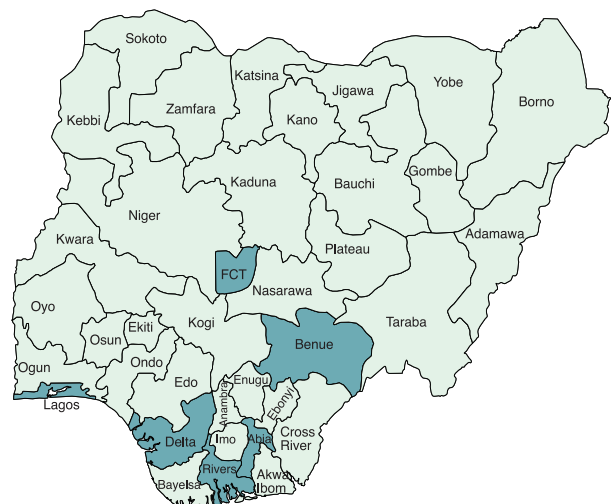 Sokoto
Katsina
Yobe
Jigawa
Borno
Zamfara
Kebbi
Kano
Gombe
Kaduna
Bauchi
Niger
Adamawa
Kwara
Plateau
FCT
Nasarawa
Oyo
Kogi
Taraba
Ekiti
Osun
Benue
Ondo
Ogun
Edo
Enugu
Anambra
Ebonyi
Lagos
Delta
Imo
Abia
Cross
River
Rivers
Bayelsa
Akwa
Ibom